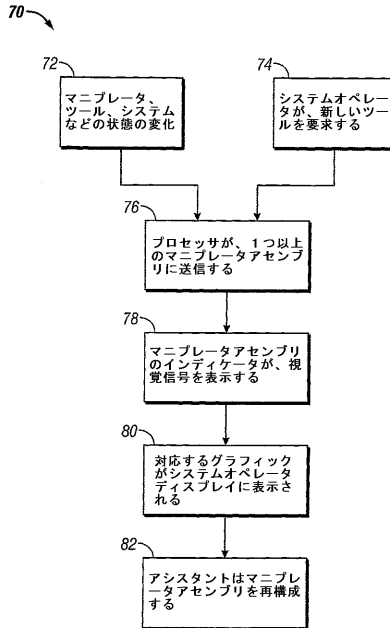 70
72
マニプレータ、
ツール、システム
などの状態の変化
74
システムオペレー
タが、新しいツー
ルを要求する
76
プロセッサが、1つ以上
のマニプレータアセンブ
リに送信する
78
マニプレータアセンブリ
のインディケータが、視
覚信号を表示する
80
対応するグラフィック
がシステムオペレータ
ディスプレイに表示さ
れる
82
アシスタントはマニプレ
ータアセンブリを再構成
する